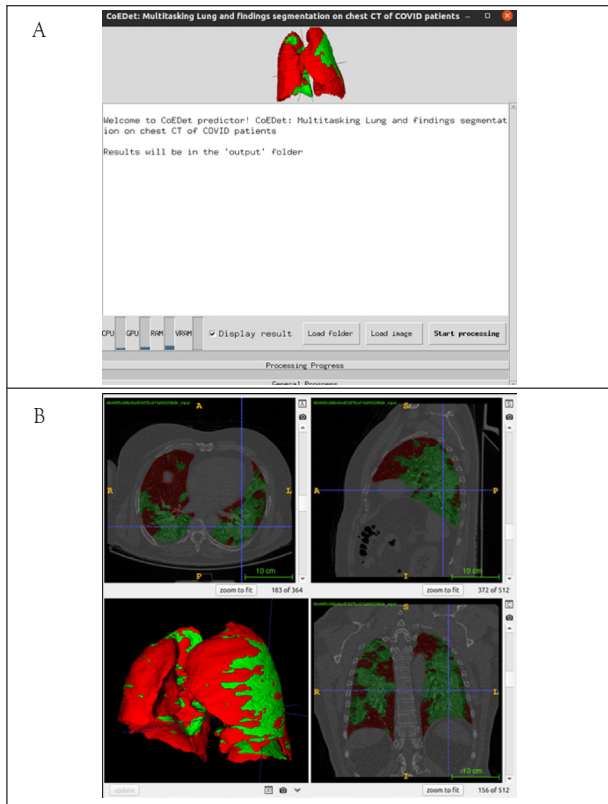 A
CoEDet: Multitasking Lung and findings segmentation on chest CT of COVID patients
Welcome to CoEDet predictor! CoEDet: Multitasking Lung and findings segmentat
ion on chest CT of COVID patients
Results will be in the 'output' folder
CPU GPU RAM VRAM Display result Load folder Load image Start processing
Processing Progress
General Progress
B
A
R L
P
10 cm
zoom to fit 183 of 364
S
A P
I
10 cm
zoom to fit 372 of 512
update
S
R L
I
10 cm
zoom to fit 156 of 512